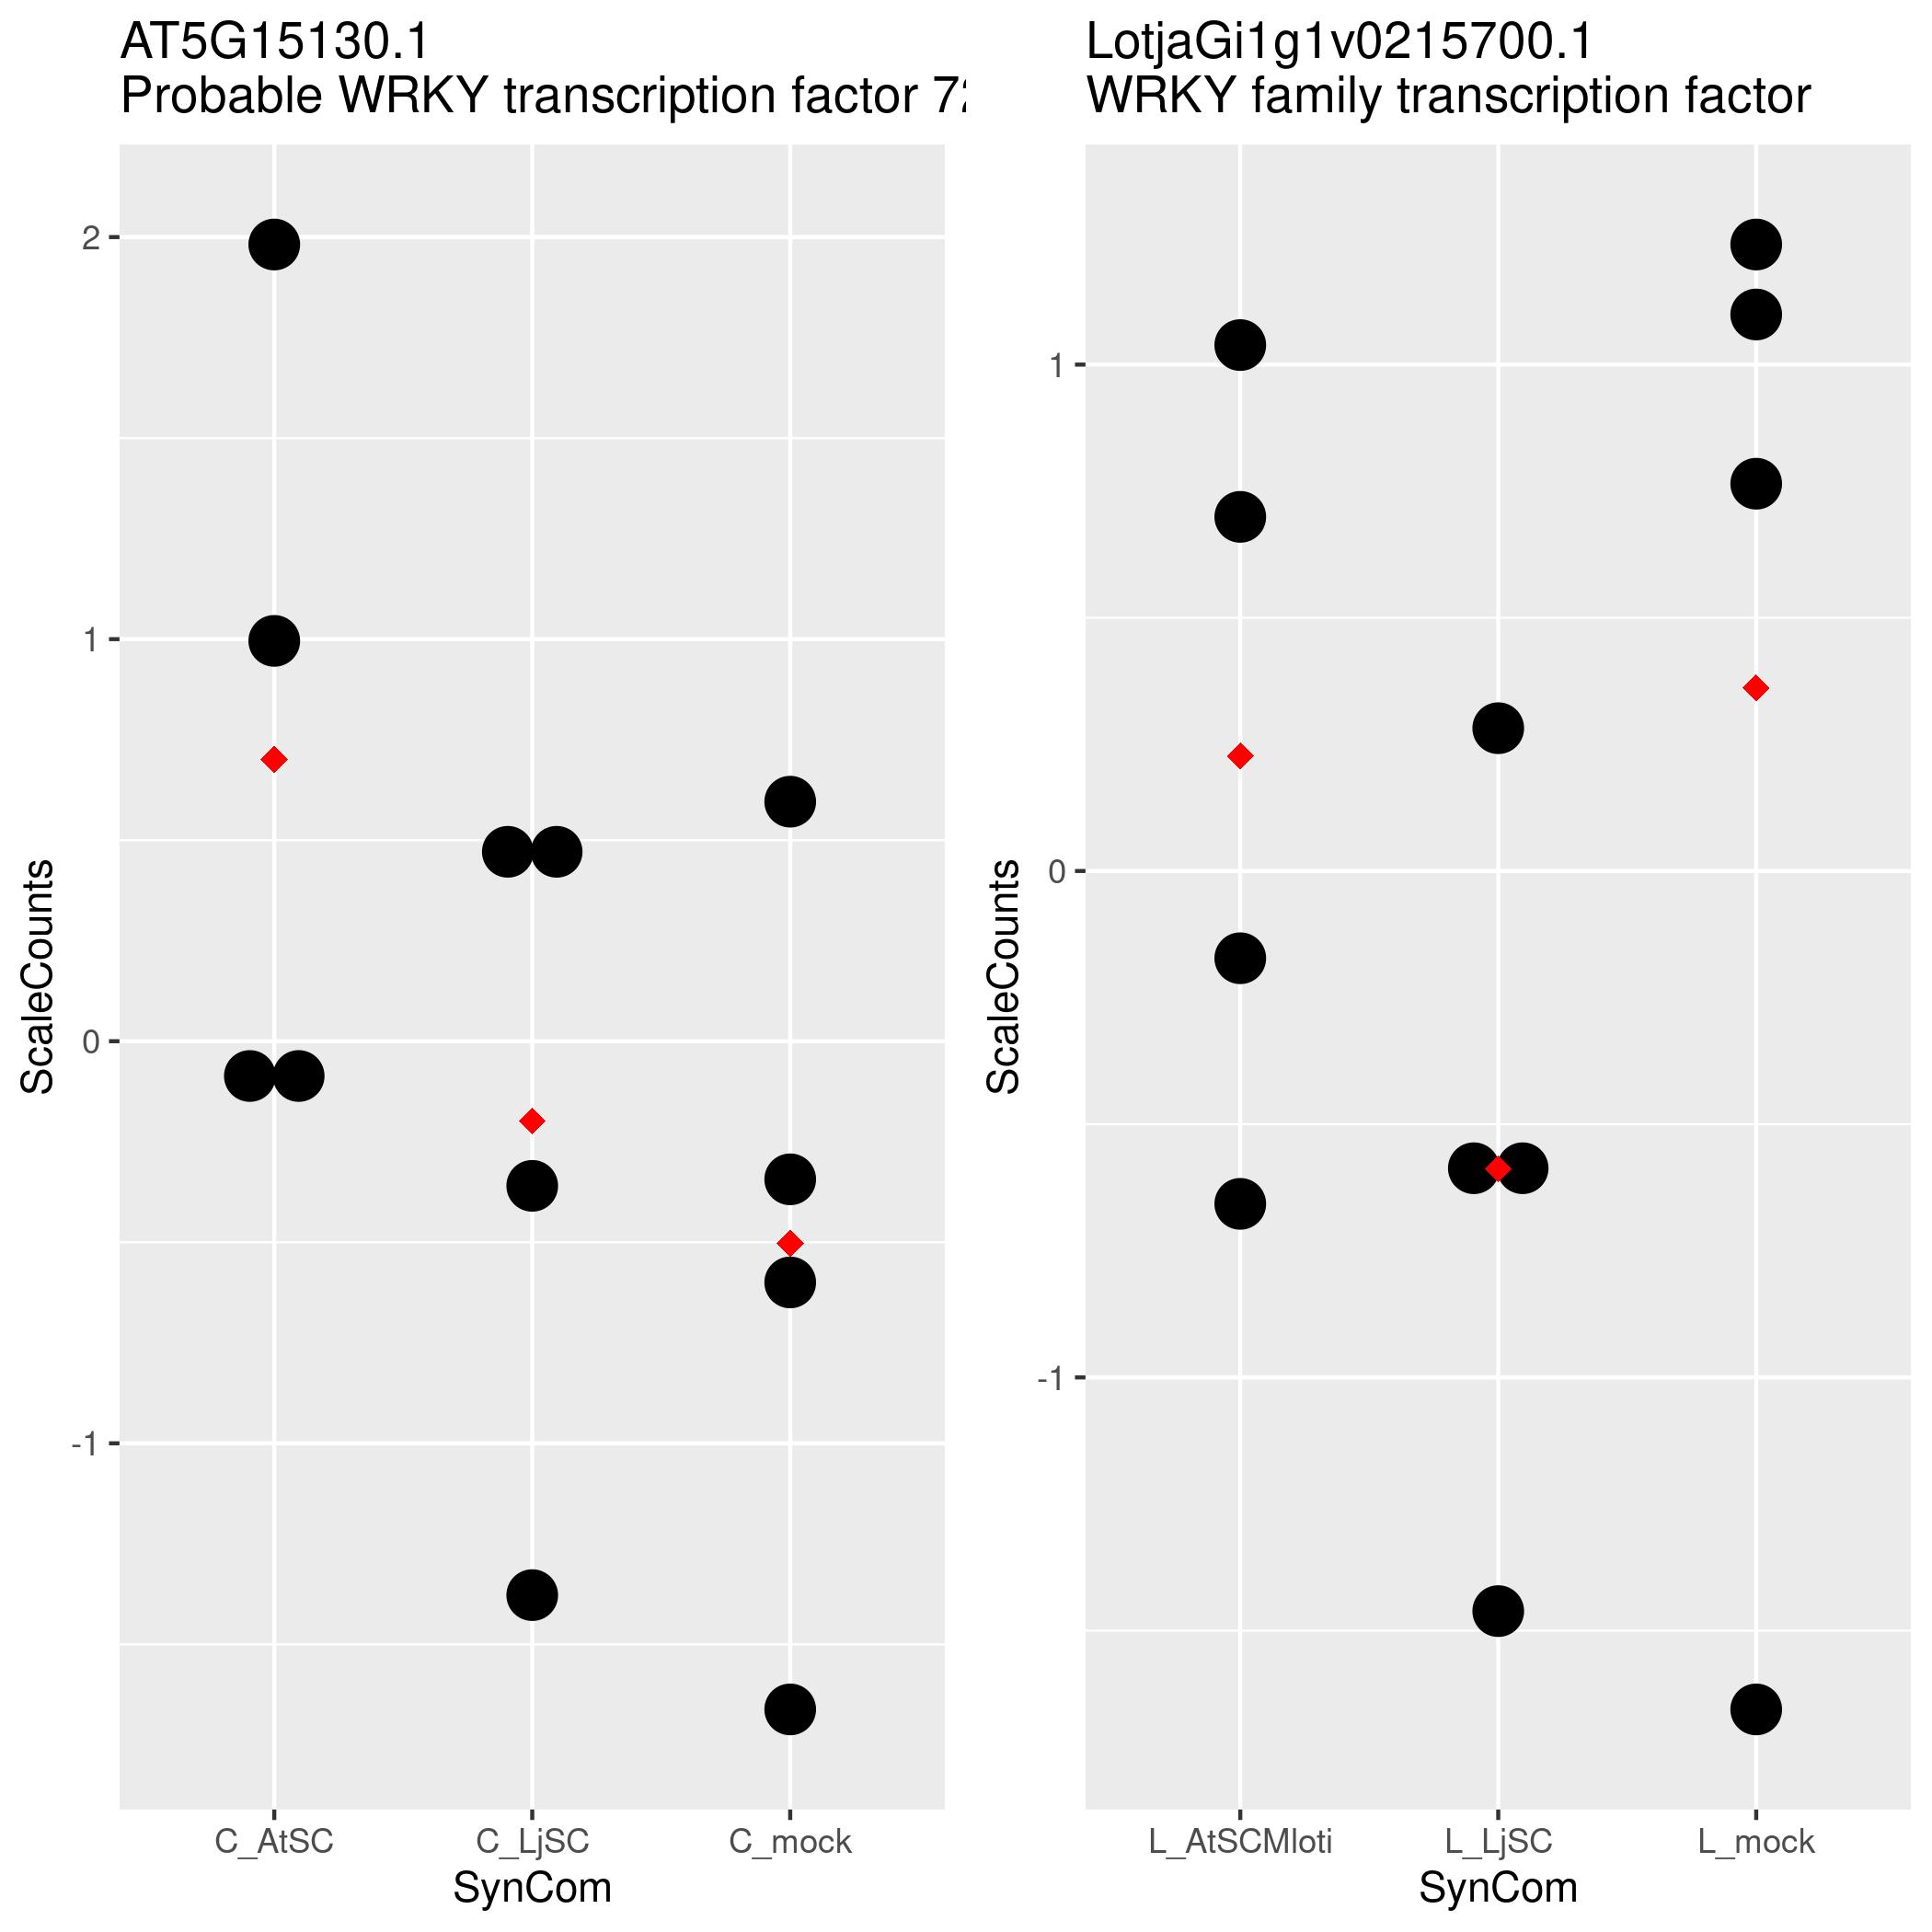 AT5G15130.1
Probable WRKY transcription factor
ScaleCounts
2
1
0
-1
C_AtSC C_LjSC C_mock
SynCom
LotjaGi1g1v0215700.1
WRKY family transcription factor
ScaleCounts
1
0
-1
L_AtSCMloti L_LjSC L_mock
SynCom